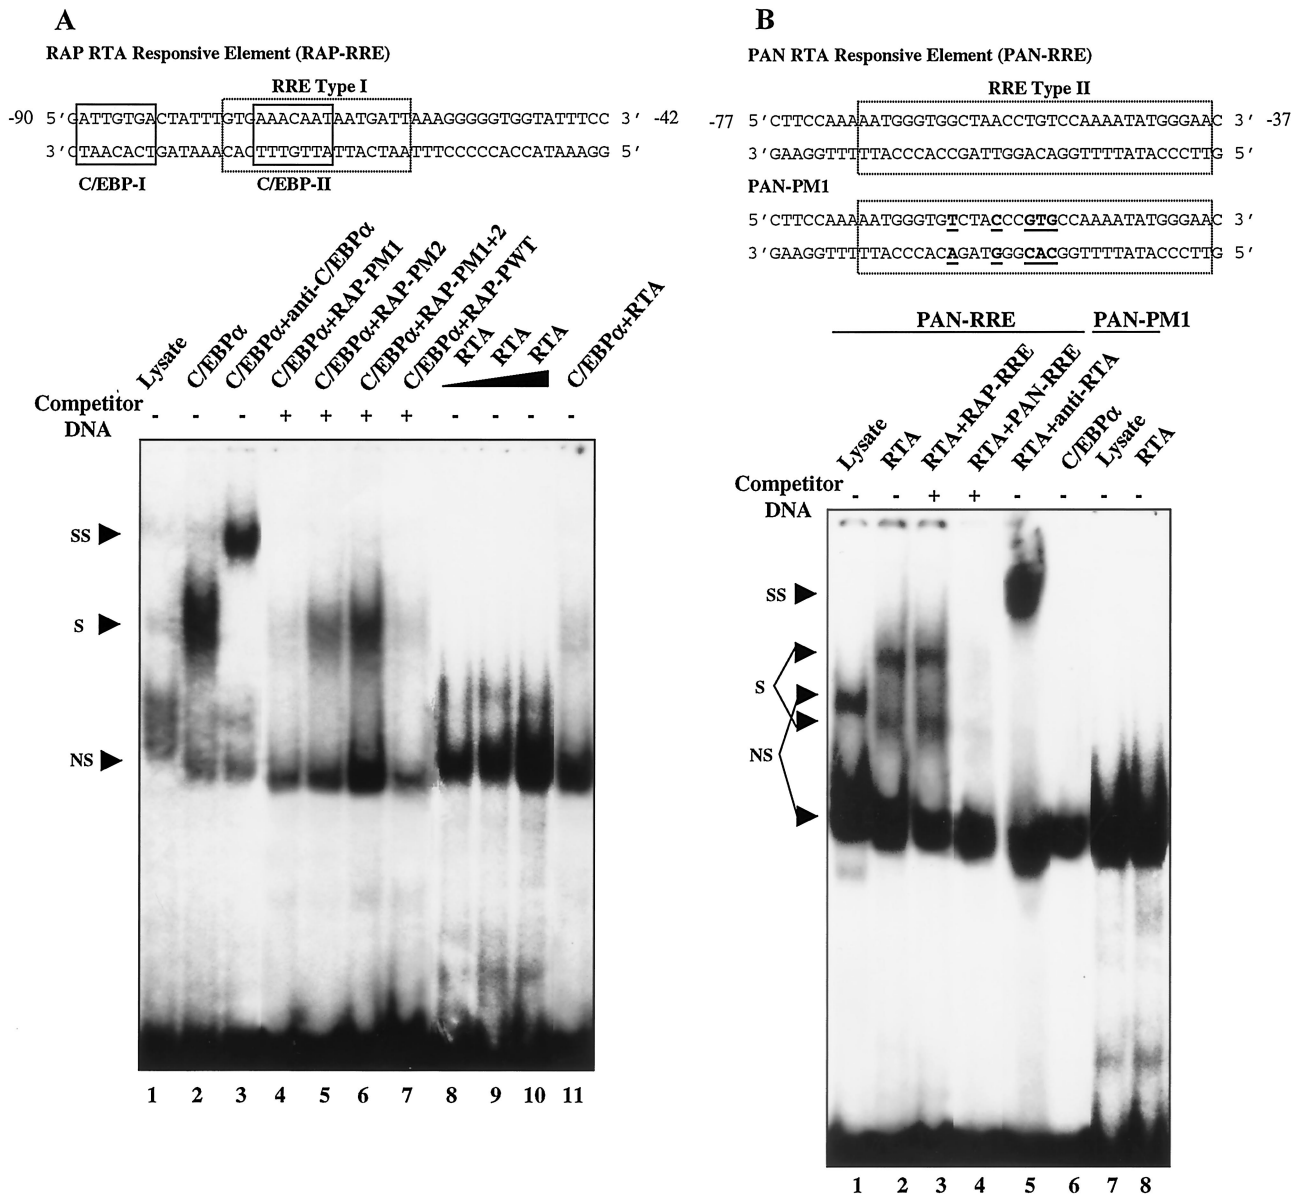 A
RAP RTA Responsive Element (RAP-RRE)
RRE Type I
-90 5'GATTGTGACTATTTGTGAAACAATAATGATTAAAGGGGGTGGTATTTCC 3' -42
3'CTAACACTGATAAACACTTTGTTATTACTAATTTCCCCCACCATAAAGG 5'
C/EBP-I C/EBP-II
Lysate
C/EBPα
C/EBPα+anti-C/EBPα
C/EBPα+RAP-PM1
C/EBPα+RAP-PM2
C/EBPα+RAP-PM1+2
C/EBPα+RAP-PWT
RTA
RTA
RTA
C/EBPα+RTA
Competitor
DNA
- - - + + + + - - - -
SS
S
NS
1 2 3 4 5 6 7 8 9 10 11
B
PAN RTA Responsive Element (PAN-RRE)
RRE Type II
-77 5'CTTCCAAAAATGGGTGGCTAACCTGTCCAAAATATGGGAAC 3' -37
3'GAAGGTTTTTACCCACCGATTGGACAGGTTTTATACCCTTG 5'
PAN-PM1
5'CTTCCAAAAATGGGTGTCTACCCGTGCCAAAATATGGGAAC 3'
3'GAAGGTTTTTACCCACAGATGGGCACGGTTTTATACCCTTG 5'
PAN-RRE PAN-PM1
Lysate
RTA
RTA+RAP-RRE
RTA+PAN-RRE
RTA+anti-RTA
C/EBPα
Lysate
RTA
Competitor
DNA
- - + + - - - -
SS
S
NS
1 2 3 4 5 6 7 8